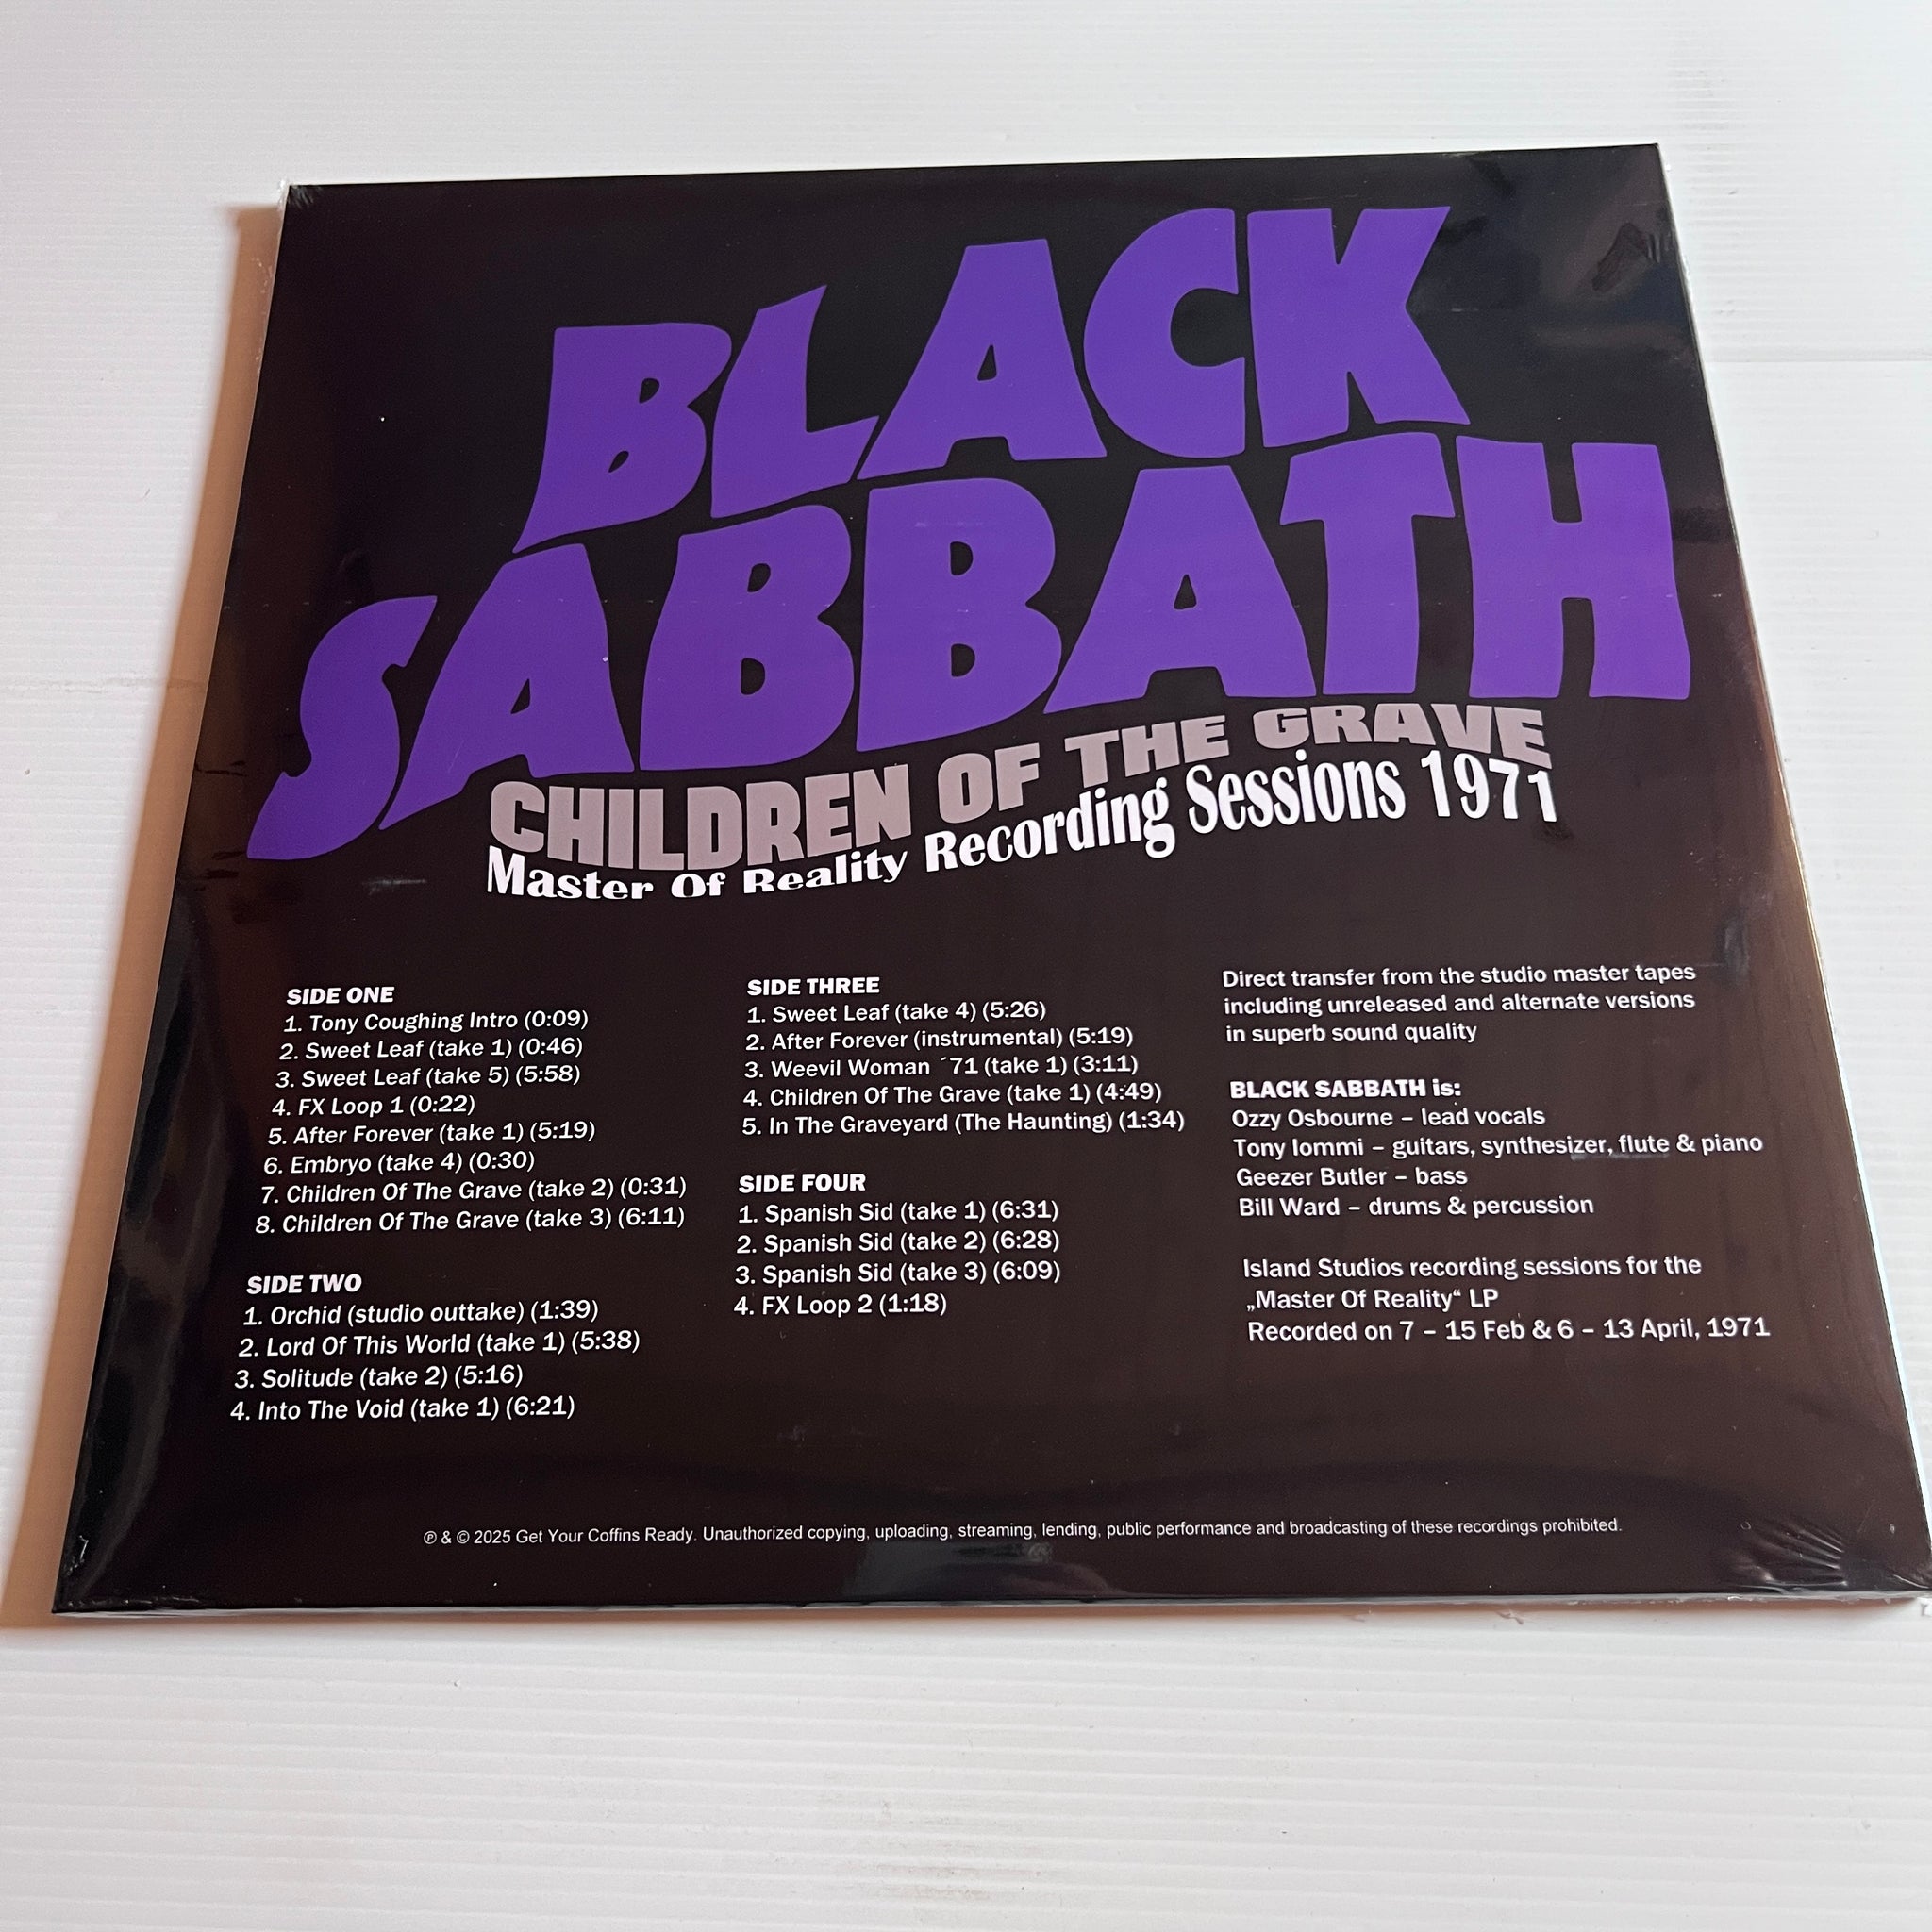 BLACK
SABBATH
CHILDREN OF THE GRAVE
Master Of Reality Recording Sessions 1971
SIDE ONE
1. Tony Coughing Intro (0:09)
2. Sweet Leaf (take 1) (0:46)
3. Sweet Leaf (take 5) (5:58)
4. FX Loop 1 (0:22)
5. After Forever (take 1) (5:19)
6. Embryo (take 4) (0:30)
7. Children Of The Grave (take 2) (0:31)
8. Children Of The Grave (take 3) (6:11)
SIDE TWO
1. Orchid (studio outtake) (1:39)
2. Lord Of This World (take 1) (5:38)
3. Solitude (take 2) (5:16)
4. Into The Void (take 1) (6:21)
SIDE THREE
1. Sweet Leaf (take 4) (5:26)
2. After Forever (instrumental) (5:19)
3. Weevil Woman ´71 (take 1) (3:11)
4. Children Of The Grave (take 1) (4:49)
5. In The Graveyard (The Haunting) (1:34)
SIDE FOUR
1. Spanish Sid (take 1) (6:31)
2. Spanish Sid (take 2) (6:28)
3. Spanish Sid (take 3) (6:09)
4. FX Loop 2 (1:18)
Direct transfer from the studio master tapes
including unreleased and alternate versions
in superb sound quality
BLACK SABBATH is:
Ozzy Osbourne – lead vocals
Tony Iommi – guitars, synthesizer, flute & piano
Geezer Butler – bass
Bill Ward – drums & percussion
Island Studios recording sessions for the
„Master Of Reality“ LP
Recorded on 7 – 15 Feb & 6 – 13 April, 1971
℗ & © 2025 Get Your Coffins Ready. Unauthorized copying, uploading, streaming, lending, public performance and broadcasting of these recordings prohibited.